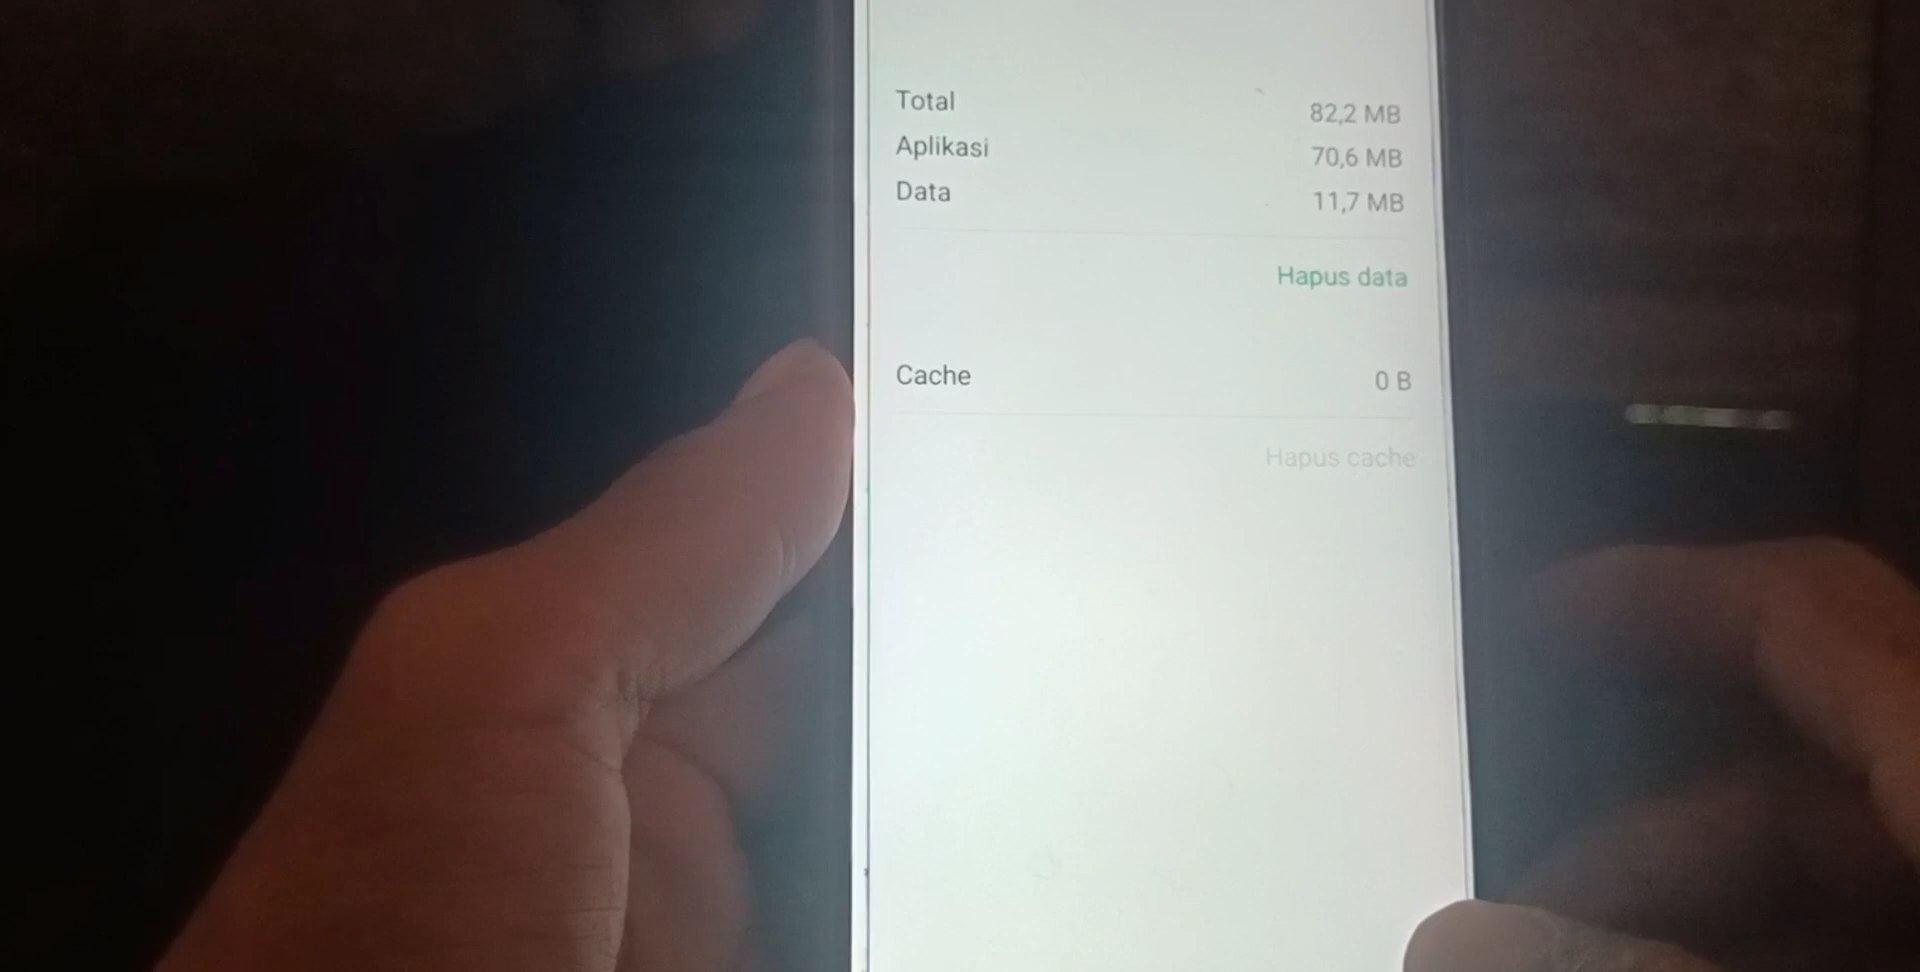 Total 82,2 MB
Aplikasi 70,6 MB
Data 11,7 MB
Hapus data
Cache 0 B
Hapus cache